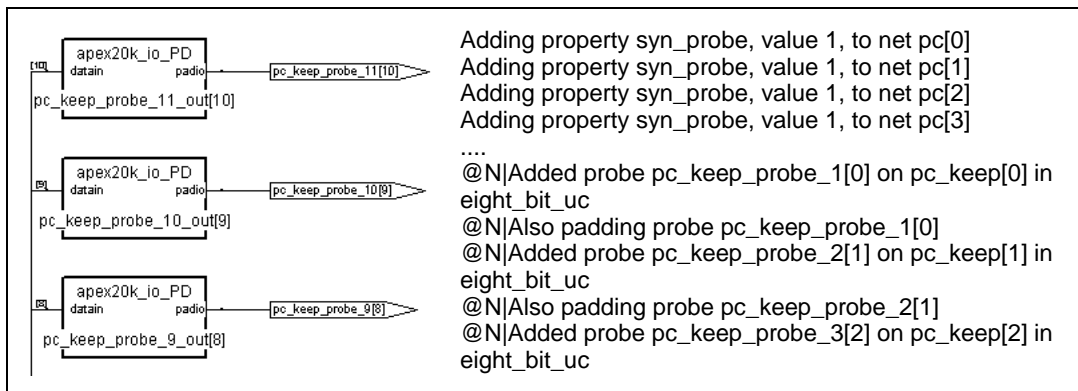 apex20k_io_PD
[10]
datain padio
pc_keep_probe_11[10]
pc_keep_probe_11_out[10]
apex20k_io_PD
[9]
datain padio
pc_keep_probe_10[9]
pc_keep_probe_10_out[9]
apex20k_io_PD
[8]
datain padio
pc_keep_probe_9[8]
pc_keep_probe_9_out[8]
Adding property syn_probe, value 1, to net pc[0]
Adding property syn_probe, value 1, to net pc[1]
Adding property syn_probe, value 1, to net pc[2]
Adding property syn_probe, value 1, to net pc[3]
....
@N|Added probe pc_keep_probe_1[0] on pc_keep[0] in
eight_bit_uc
@N|Also padding probe pc_keep_probe_1[0]
@N|Added probe pc_keep_probe_2[1] on pc_keep[1] in
eight_bit_uc
@N|Also padding probe pc_keep_probe_2[1]
@N|Added probe pc_keep_probe_3[2] on pc_keep[2] in
eight_bit_uc